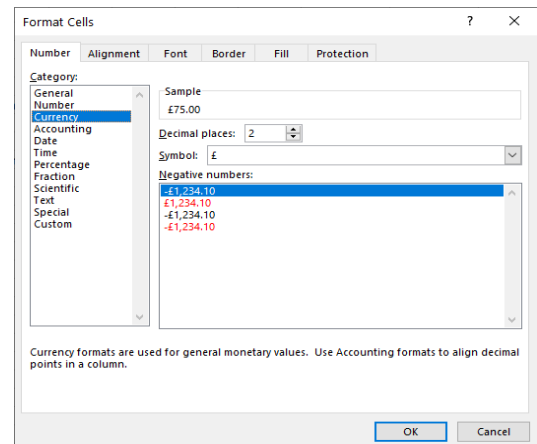 Format Cells ? ×
Number Alignment Font Border Fill Protection
Category:
General
Number
Currency
Accounting
Date
Time
Percentage
Fraction
Scientific
Text
Special
Custom
Sample
£75.00
Decimal places: 2
Symbol: £
Negative numbers:
-£1,234.10
£1,234.10
-£1,234.10
-£1,234.10
Currency formats are used for general monetary values. Use Accounting formats to align decimal
points in a column.
OK Cancel